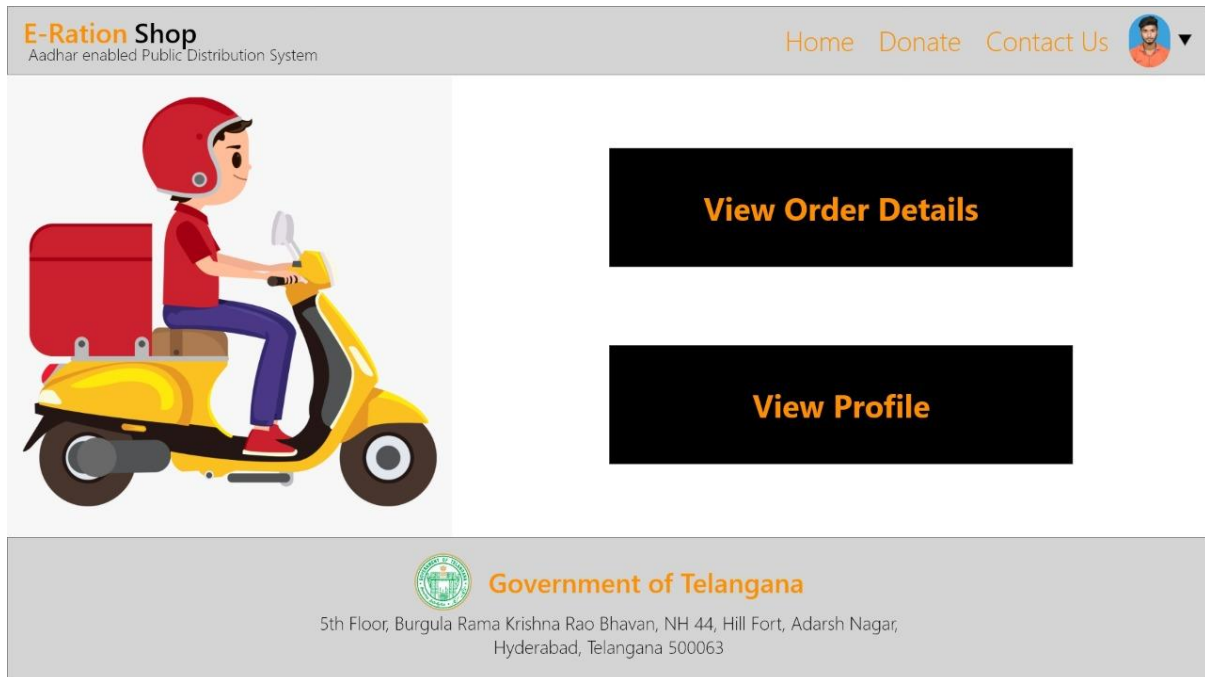 E-Ration Shop
Aadhar enabled Public Distribution System
Home Donate Contact Us
View Order Details
View Profile
Government of Telangana
5th Floor, Burgula Rama Krishna Rao Bhavan, NH 44, Hill Fort, Adarsh Nagar,
Hyderabad, Telangana 500063